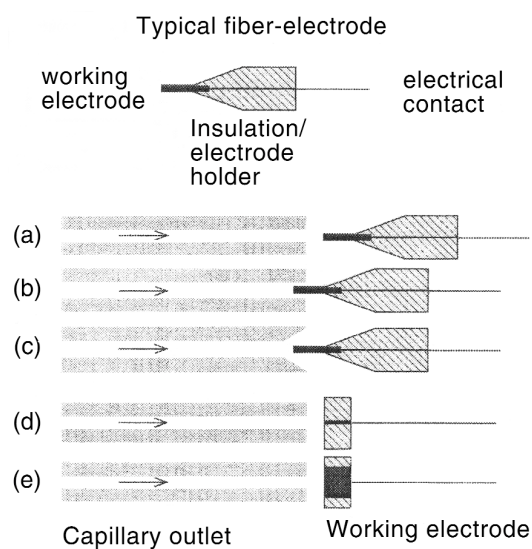 Typical fiber-electrode
working
electrode
electrical
contact
Insulation/
electrode
holder
(a)
(b)
(c)
(d)
(e)
Capillary outlet
Working electrode